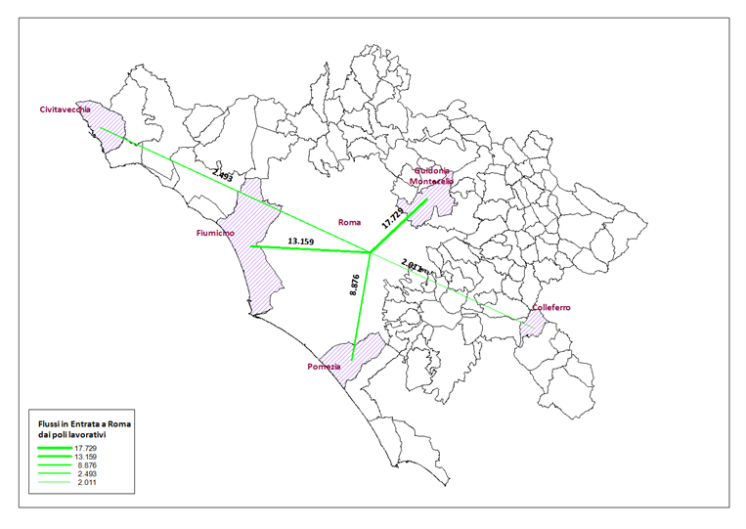 Civitavecchia
2.493
Guidonia
Montecelio
17.729
Roma
Fiumicino
13.159
2.011
8.876
Colleferro
Pomezia
Flussi in Entrata a Roma
dai poli lavorativi
17.729
13.159
8.876
2.493
2.011